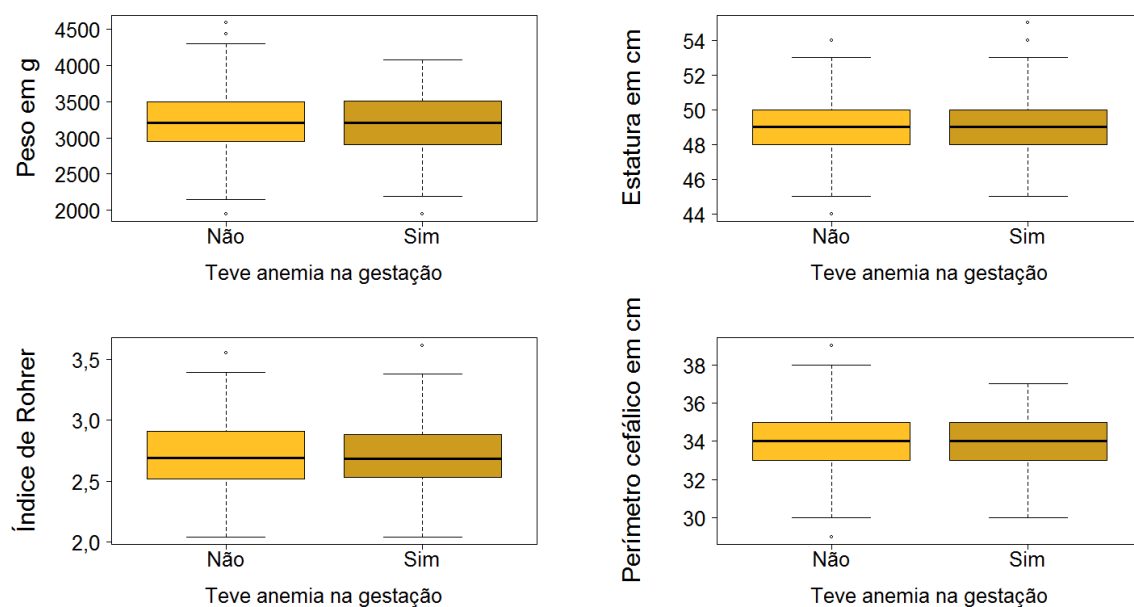 Peso em g
4500
4000
3500
3000
2500
2000
Não Sim
Teve anemia na gestação
Estatura em cm
54
52
50
48
46
44
Não Sim
Teve anemia na gestação
Índice de Rohrer
3,5
3,0
2,5
2,0
Não Sim
Teve anemia na gestação
Perímetro cefálico em cm
38
36
34
32
30
Não Sim
Teve anemia na gestação